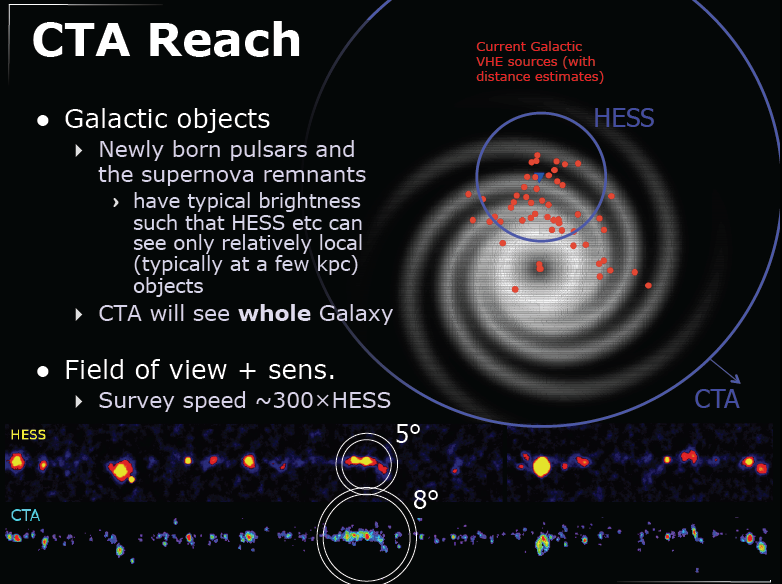 CTA Reach
Current Galactic
VHE sources (with
distance estimates)
HESS
Galactic objects
Newly born pulsars and
the supernova remnants
have typical brightness
such that HESS etc can
see only relatively local
(typically at a few kpc)
objects
CTA will see whole Galaxy
Field of view + sens.
Survey speed ~300×HESS
CTA
HESS
5°
8°
CTA